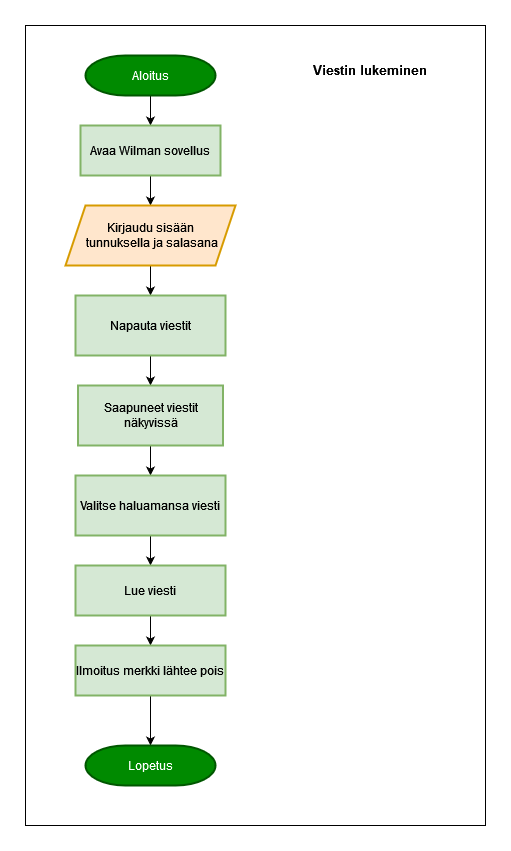 Viestin lukeminen
Aloitus
Avaa Wilman sovellus
Kirjaudu sisään
tunnuksella ja salasana
Napauta viestit
Saapuneet viestit
näkyvissä
Valitse haluamansa viesti
Lue viesti
Ilmoitus merkki lähtee pois
Lopetus